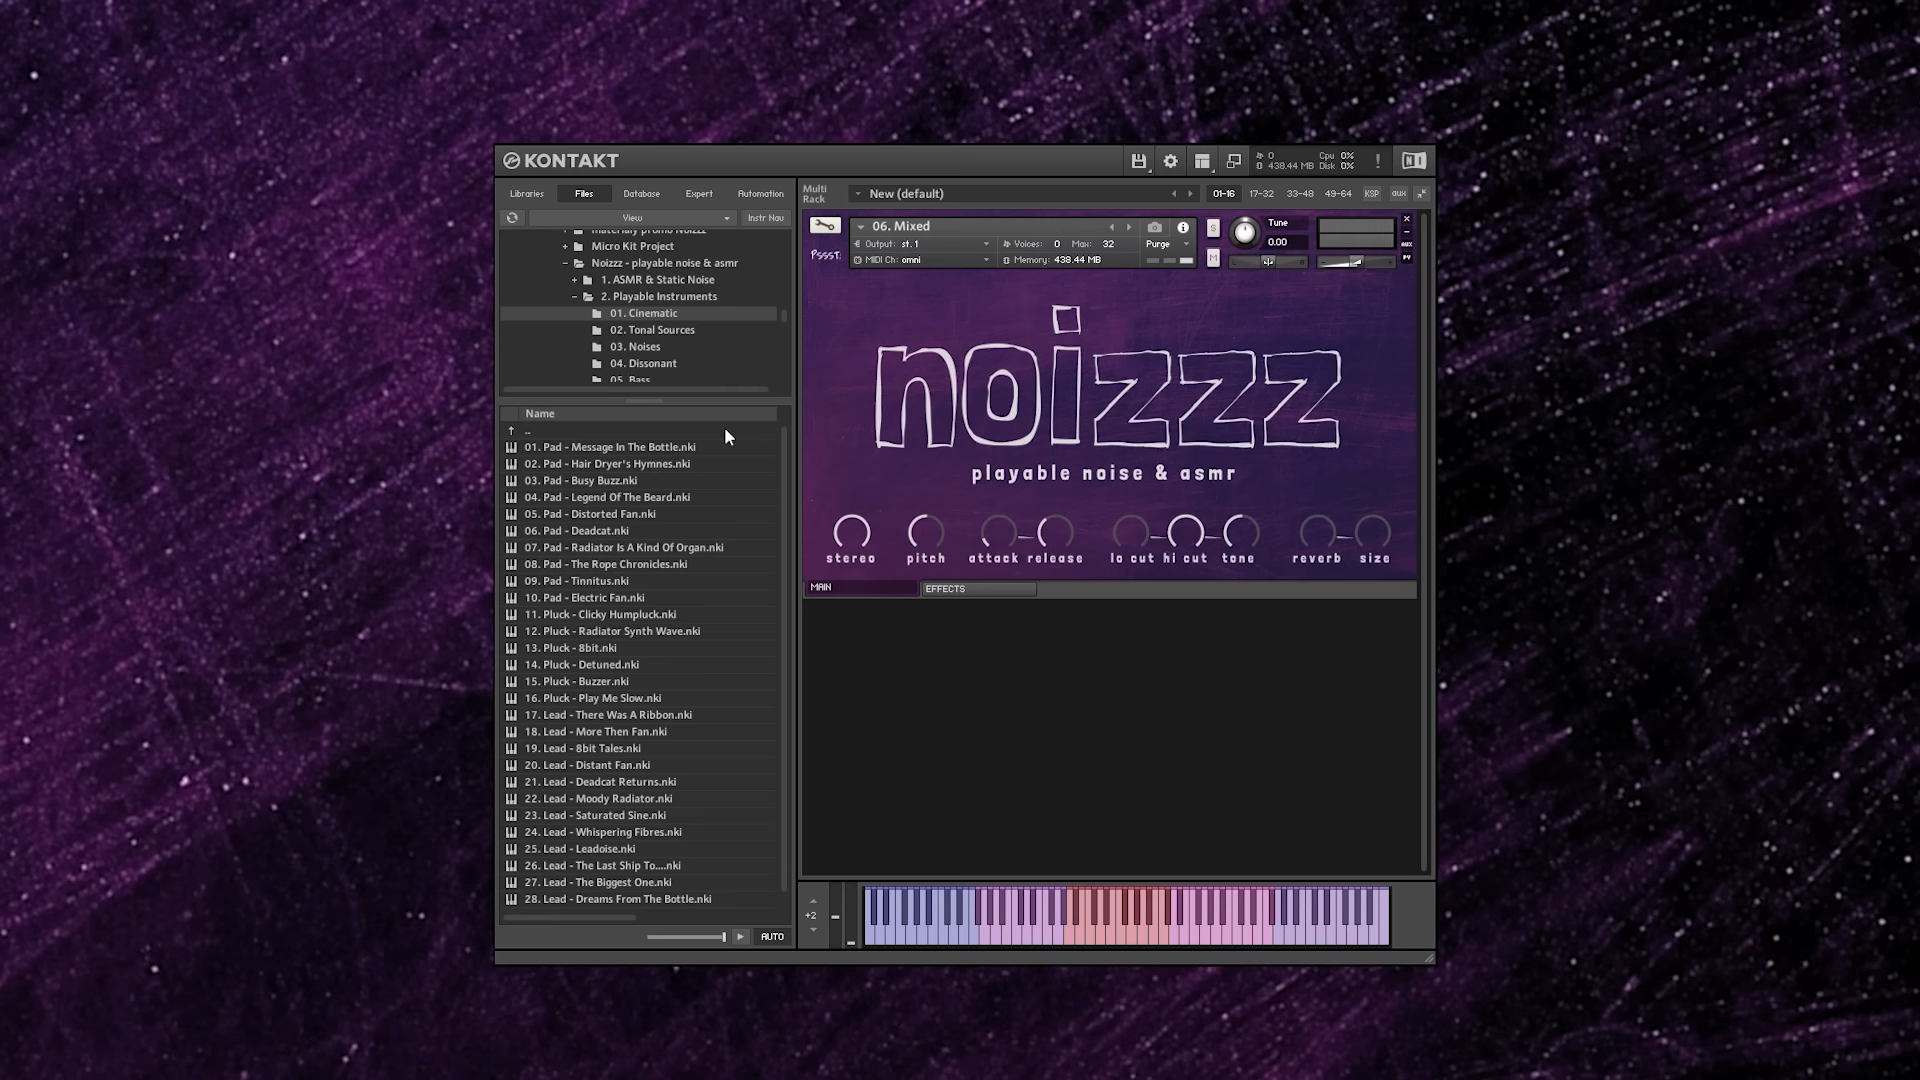 KONTAKT
0
438.44 MB
Cpu 0%
Disk 0%
!
Libraries Files Database Expert Automation
View Instr Nav
materialy promo Noizzz
Micro Kit Project
Noizzz - playable noise & asmr
1. ASMR & Static Noise
2. Playable Instruments
01. Cinematic
02. Tonal Sources
03. Noises
04. Dissonant
05. Bass
Name
..
01. Pad - Message In The Bottle.nki
02. Pad - Hair Dryer's Hymnes.nki
03. Pad - Busy Buzz.nki
04. Pad - Legend Of The Beard.nki
05. Pad - Distorted Fan.nki
06. Pad - Deadcat.nki
07. Pad - Radiator Is A Kind Of Organ.nki
08. Pad - The Rope Chronicles.nki
09. Pad - Tinnitus.nki
10. Pad - Electric Fan.nki
11. Pluck - Clicky Humpluck.nki
12. Pluck - Radiator Synth Wave.nki
13. Pluck - 8bit.nki
14. Pluck - Detuned.nki
15. Pluck - Buzzer.nki
16. Pluck - Play Me Slow.nki
17. Lead - There Was A Ribbon.nki
18. Lead - More Then Fan.nki
19. Lead - 8bit Tales.nki
20. Lead - Distant Fan.nki
21. Lead - Deadcat Returns.nki
22. Lead - Moody Radiator.nki
23. Lead - Saturated Sine.nki
24. Lead - Whispering Fibres.nki
25. Lead - Leadoise.nki
26. Lead - The Last Ship To....nki
27. Lead - The Biggest One.nki
28. Lead - Dreams From The Bottle.nki
AUTO
Multi
Rack
New (default)
01-16 17-32 33-48 49-64 KSP aux
06. Mixed
Output: st. 1 Voices: 0 Max: 32 Purge
MIDI Ch: omni Memory: 438.44 MB
Pssst!
S
M
Tune
0.00
L R
AUX
PV
noizzz
playable noise & asmr
stereo pitch attack release lo cut hi cut tone reverb size
MAIN EFFECTS
+2